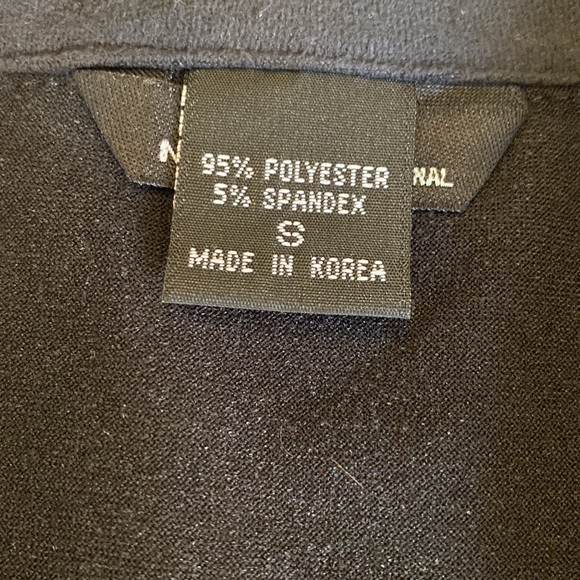 95% POLYESTER
5% SPANDEX
S
MADE IN KOREA